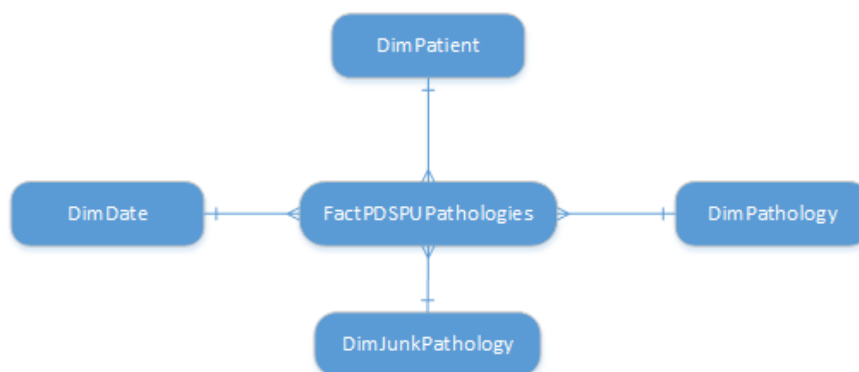 DimPatient
DimDate
FactPDSPUPathologies
DimPathology
DimJunkPathology